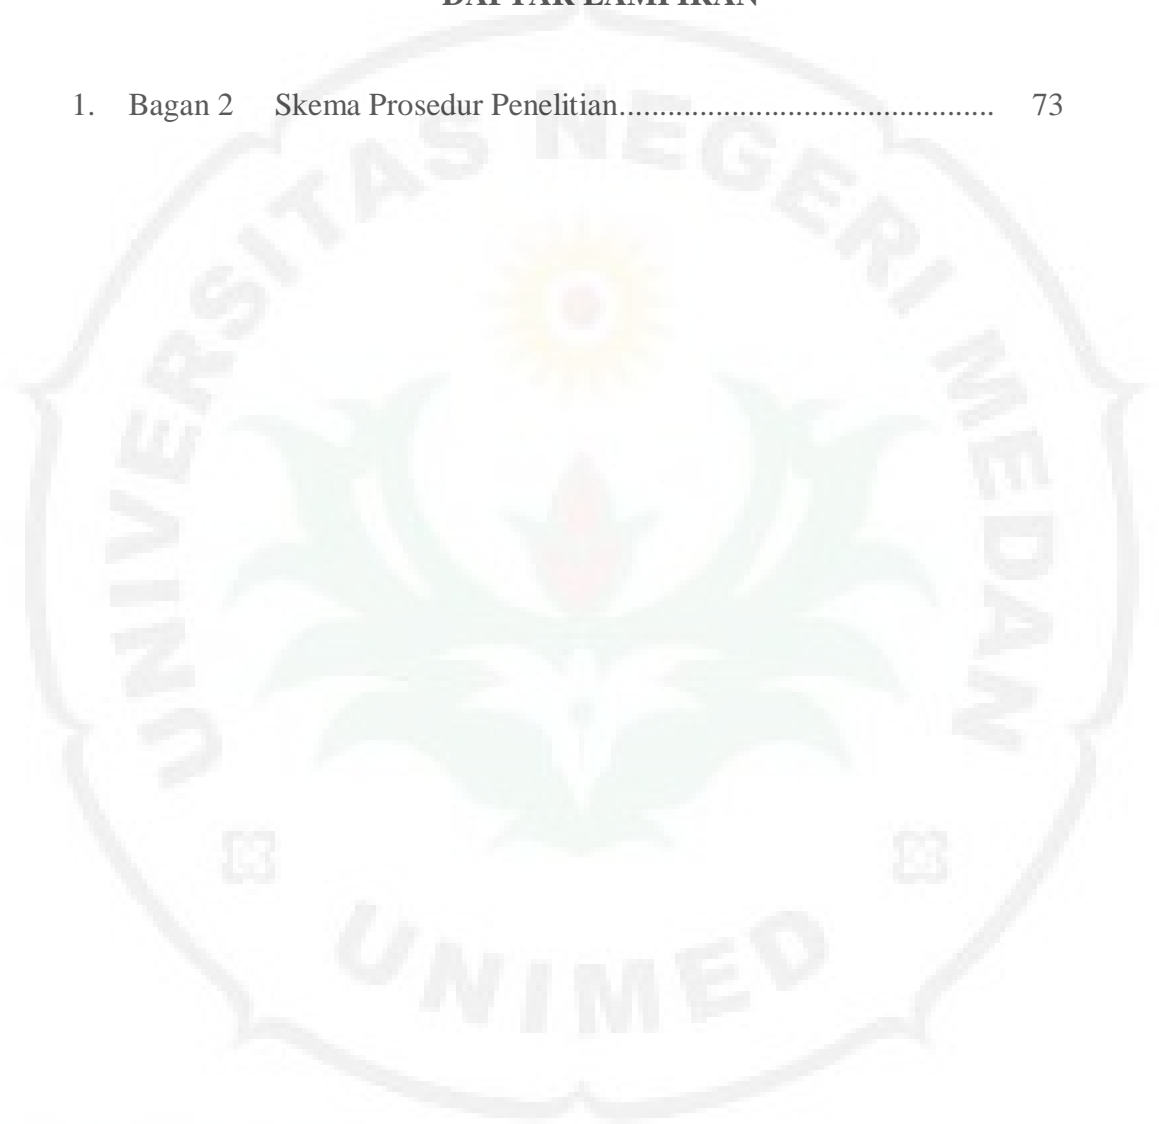 DAFTAR LAMPIRAN
1. Bagan 2 Skema Prosedur Penelitian.............................................. 73
UNIVERSITAS NEGERI MEDAN
UNIMED